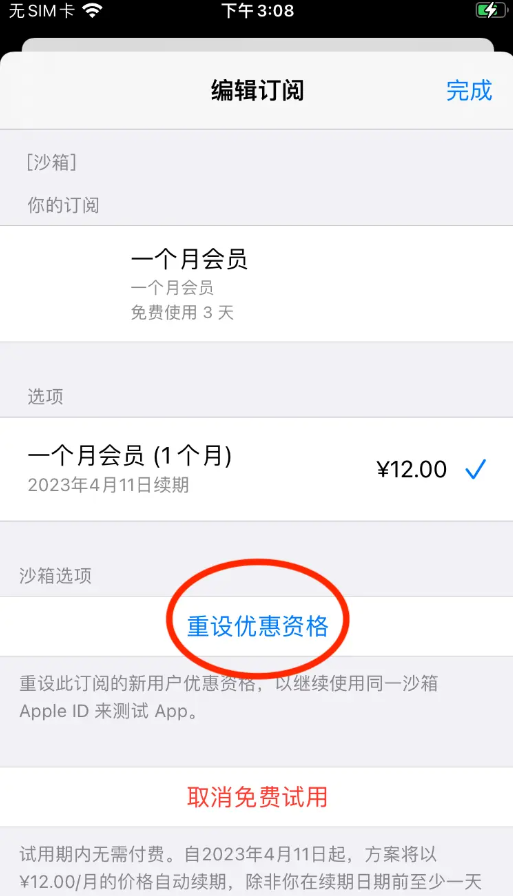 无SIM卡 下午3:08
编辑订阅 完成
[沙箱]
你的订阅
一个月会员
一个月会员
免费使用 3 天
选项
一个月会员 (1 个月) ¥12.00
2023年4月11日续期
沙箱选项
重设优惠资格
重设此订阅的新用户优惠资格，以继续使用同一沙箱
Apple ID 来测试 App。
取消免费试用
试用期内无需付费。自2023年4月11日起，方案将以
¥12.00/月的价格自动续期，除非你在续期日期前至少一天